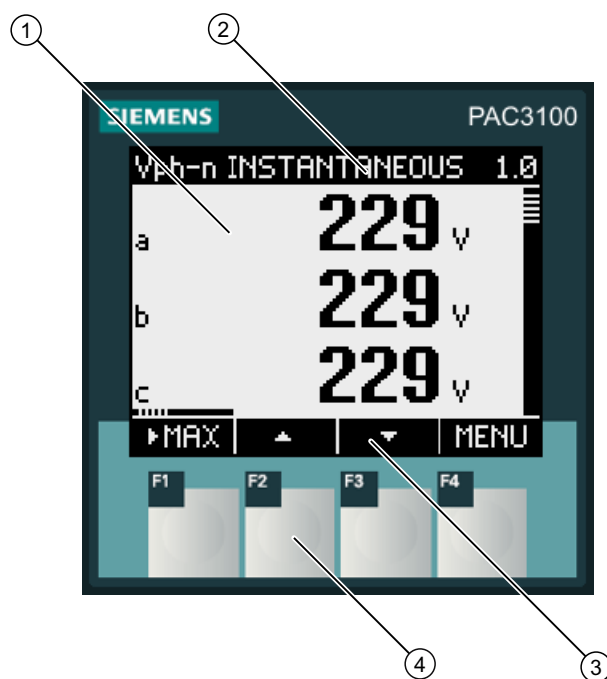 1 2
SIEMENS PAC3100
Vph-n INSTANTANEOUS 1.0
a 229 V
b 229 V
c 229 V
MAX MENU
F1 F2 F3 F4
4 3